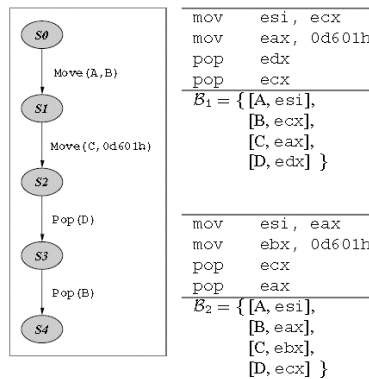 S0
Move(A,B)
S1
Move(C,0d601h)
S2
Pop(D)
S3
Pop(B)
S4
mov esi, ecx
mov eax, 0d601h
pop edx
pop ecx
B1 = { [A, esi],
[B, ecx],
[C, eax],
[D, edx] }
mov esi, eax
mov ebx, 0d601h
pop ecx
pop eax
B2 = { [A, esi],
[B, eax],
[C, ebx],
[D, ecx] }